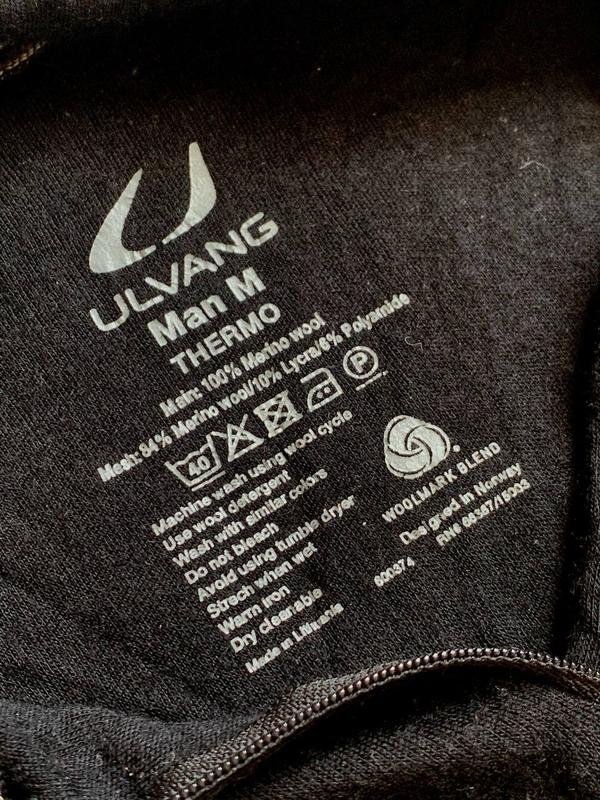 ULVANG
Man M
THERMO
Main: 100% Merino wool
Mesh: 84% Merino wool/10% Lycra/6% Polyamide
40
P
Machine wash using wool cycle
Use wool detergent
Wash with similar colors
Do not bleach
Avoid using tumble dryer
Strech when wet
Warm iron
Dry cleanable
Made in Lithuania
WOOLMARK BLEND
Designed in Norway
600374